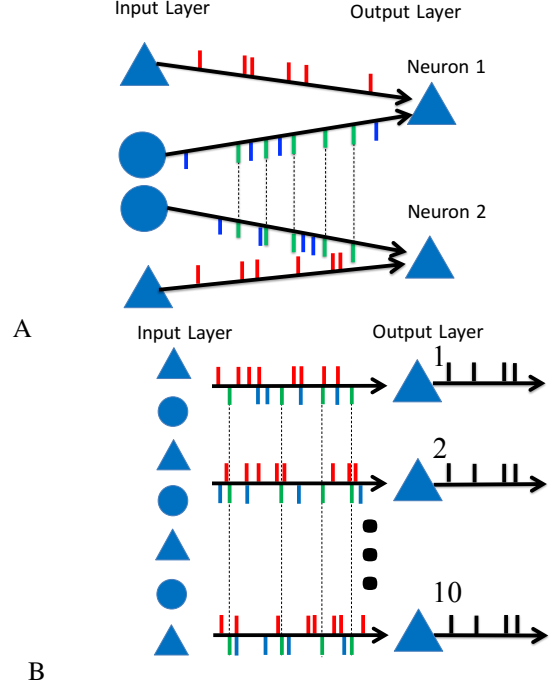 Input Layer Output Layer
Neuron 1
Neuron 2
A
Input Layer Output Layer
1
2
10
B